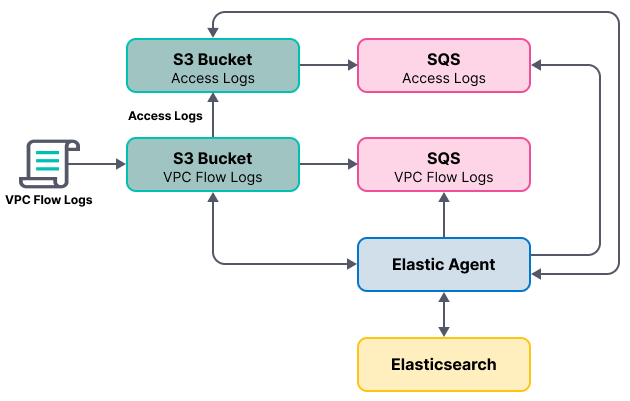 S3 Bucket
Access Logs
SQS
Access Logs
Access Logs
S3 Bucket
VPC Flow Logs
SQS
VPC Flow Logs
VPC Flow Logs
Elastic Agent
Elasticsearch